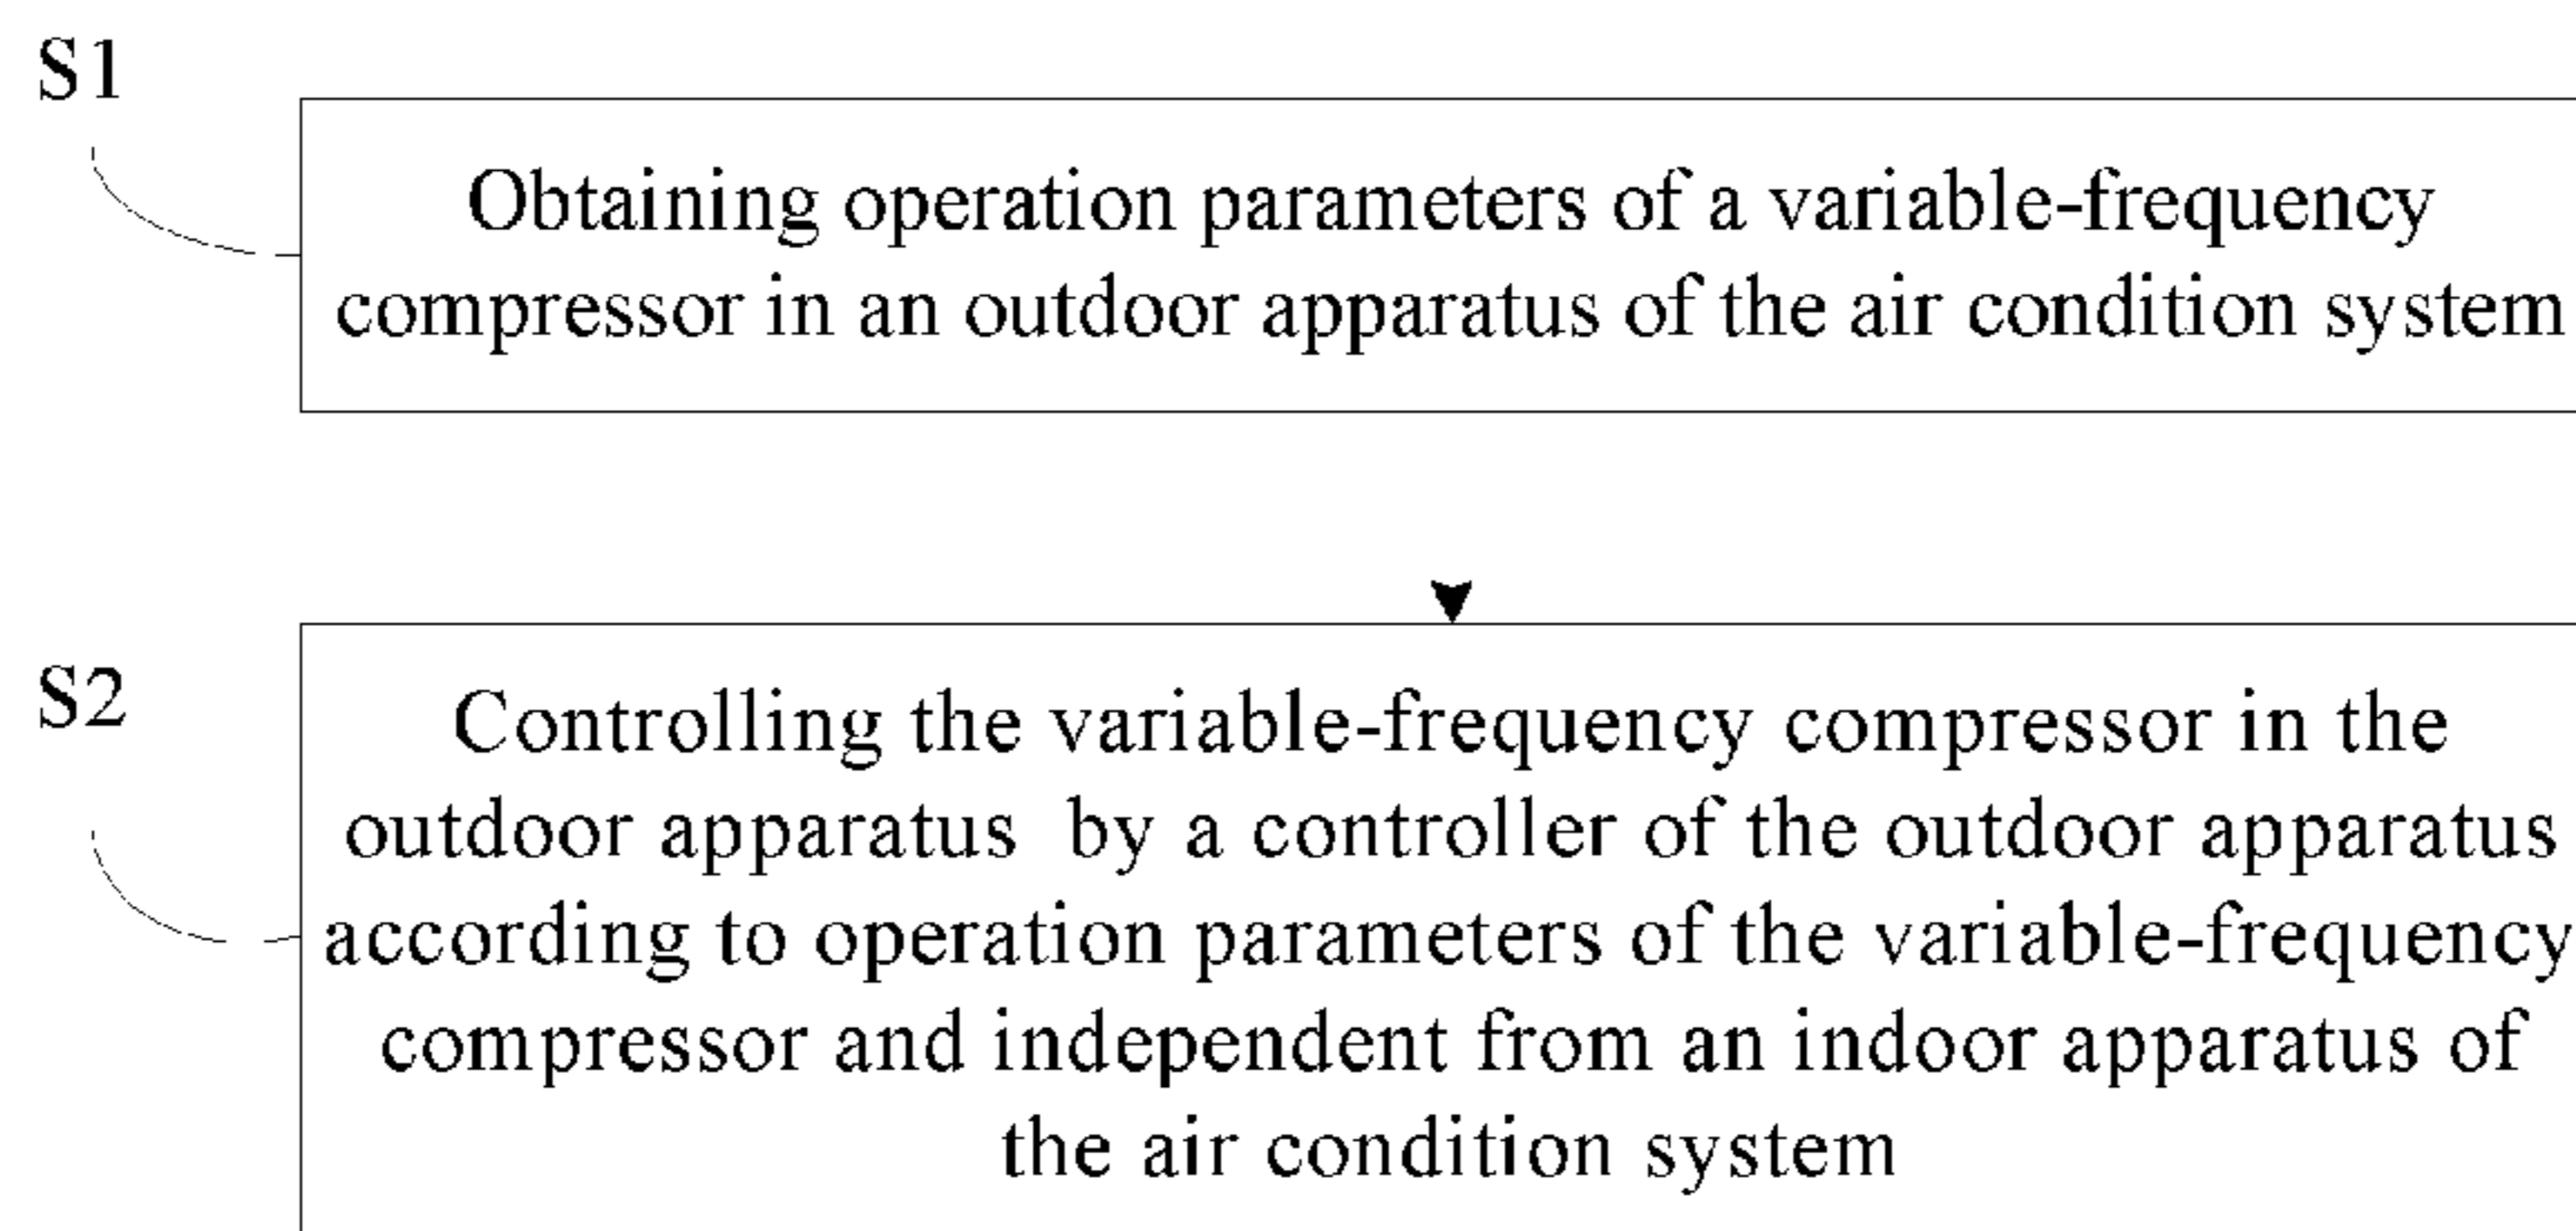 S1
Obtaining operation parameters of a variable-frequency
compressor in an outdoor apparatus of the air condition system
S2
Controlling the variable-frequency compressor in the
outdoor apparatus by a controller of the outdoor apparatus
according to operation parameters of the variable-frequency
compressor and independent from an indoor apparatus of
the air condition system